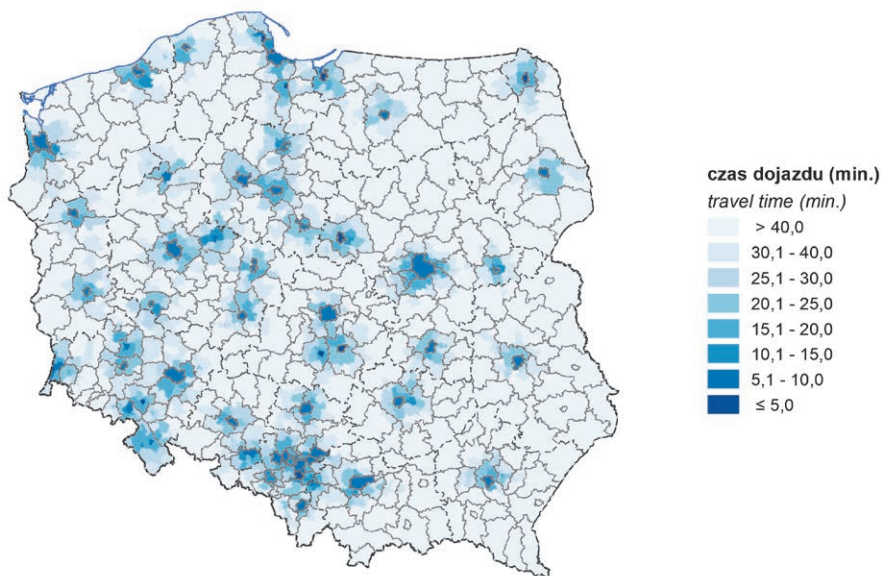 czas dojazdu (min.)
travel time (min.)
> 40,0
30,1 - 40,0
25,1 - 30,0
20,1 - 25,0
15,1 - 20,0
10,1 - 15,0
5,1 - 10,0
≤ 5,0